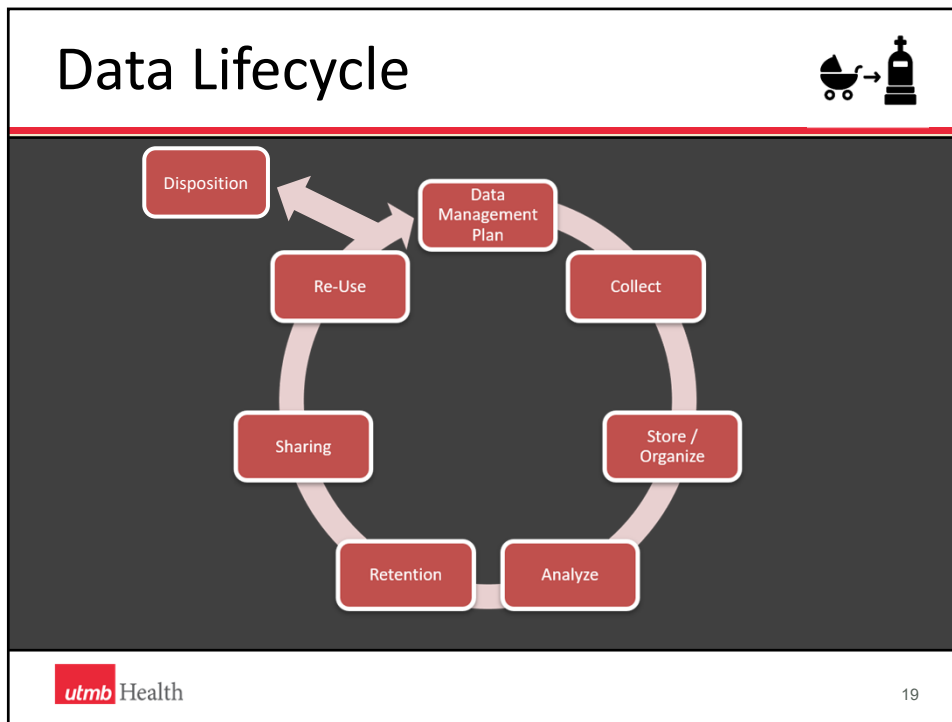 Data Lifecycle
Disposition
Data
Management
Plan
Re-Use
Collect
Sharing
Store /
Organize
Retention
Analyze
utmb Health
19